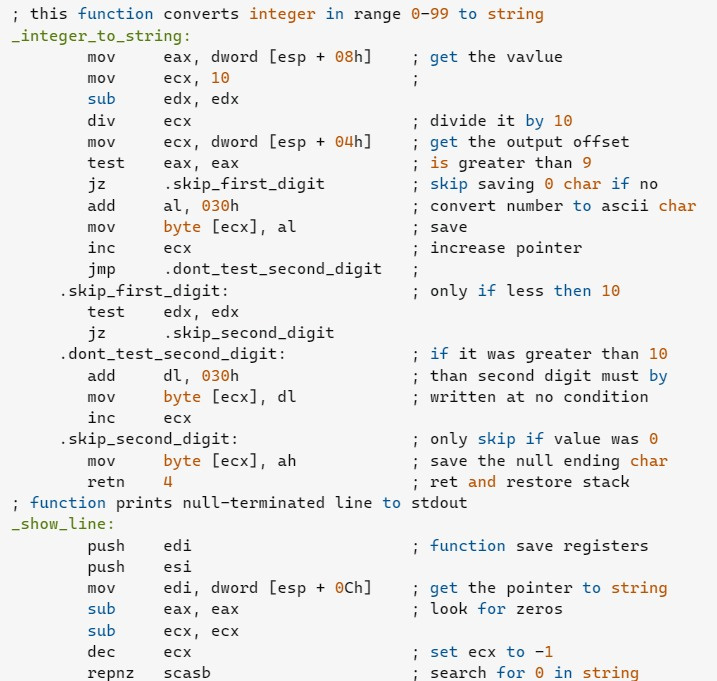 ; this function converts integer in range 0-99 to string
_integer_to_string:
        mov     eax, dword [esp + 08h]    ; get the vavlue
        mov     ecx, 10                   ;
        sub     edx, edx
        div     ecx                       ; divide it by 10
        mov     ecx, dword [esp + 04h]    ; get the output offset
        test    eax, eax                  ; is greater than 9
        jz      .skip_first_digit         ; skip saving 0 char if no
        add     al, 030h                  ; convert number to ascii char
        mov     byte [ecx], al            ; save
        inc     ecx                       ; increase pointer
        jmp     .dont_test_second_digit   ;
     .skip_first_digit:                   ; only if less then 10
        test    edx, edx
        jz      .skip_second_digit
     .dont_test_second_digit:             ; if it was greater than 10
        add     dl, 030h                  ; than second digit must by
        mov     byte [ecx], dl            ; written at no condition
        inc     ecx
     .skip_second_digit:                  ; only skip if value was 0
        mov     byte [ecx], ah            ; save the null ending char
        retn    4                         ; ret and restore stack
; function prints null-terminated line to stdout
_show_line:
        push    edi                       ; function save registers
        push    esi
        mov     edi, dword [esp + 0Ch]    ; get the pointer to string
        sub     eax, eax                  ; look for zeros
        sub     ecx, ecx
        dec     ecx                       ; set ecx to -1
        repnz   scasb                     ; search for 0 in string